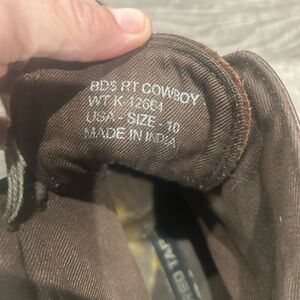 BDS RT COWBOY
WT K-12664
USA - SIZE - 10
MADE IN INDIA